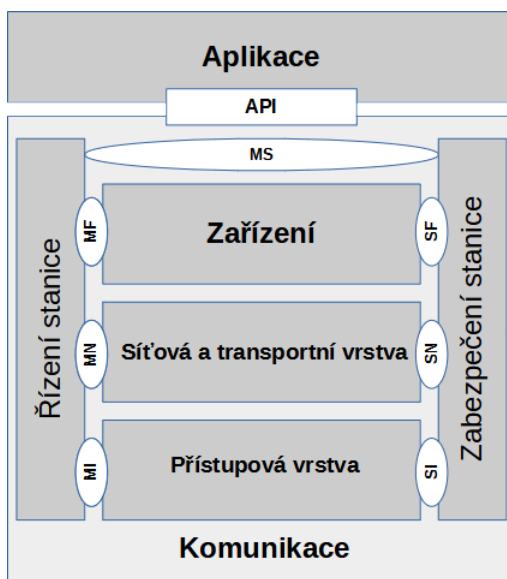 Aplikace
API
MS
Řízení stanice
MF
Zařízení
SF
Zabezpečení stanice
MN
Síťová a transportní vrstva
SN
MI
Přístupová vrstva
SI
Komunikace